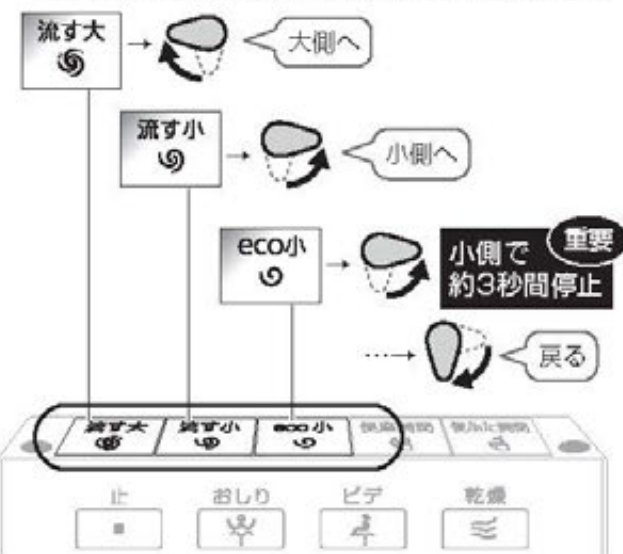 流す大
大側へ
流す小
小側へ
eco小
重要
小側で
約3秒間停止
戻る
流す大
流す小
eco小
止
おしり
ビデ
乾燥